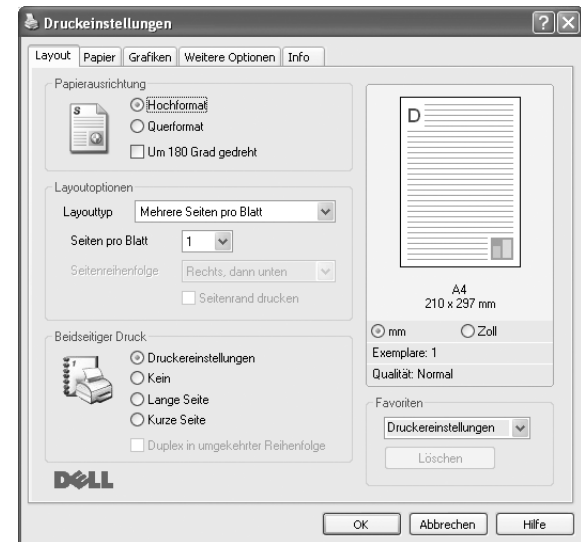 Druckeinstellungen
Layout Papier Grafiken Weitere Optionen Info
Papierausrichtung
S
Hochformat
Querformat
Um 180 Grad gedreht
Layoutoptionen
Layouttyp Mehrere Seiten pro Blatt
Seiten pro Blatt 1
Seitenreihenfolge Rechts, dann unten
Seitenrand drucken
Beidseitiger Druck
Druckereinstellungen
Kein
Lange Seite
Kurze Seite
Duplex in umgekehrter Reihenfolge
DELL
D
A4
210 x 297 mm
mm Zoll
Exemplare: 1
Qualität: Normal
Favoriten
Druckereinstellungen
Löschen
OK Abbrechen Hilfe